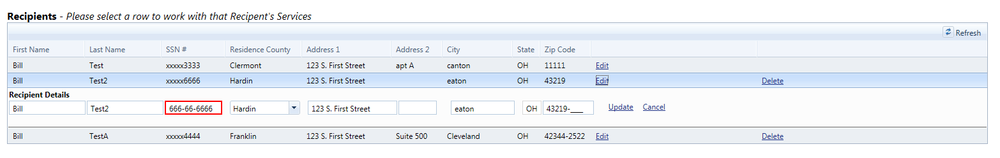 Recipients - Please select a row to work with that Recipent's Services
Refresh
First Name Last Name SSN # Residence County Address 1 Address 2 City State Zip Code
Bill Test xxxxx3333 Clermont 123 S. First Street apt A canton OH 11111 Edit
Bill Test2 xxxxx6666 Hardin 123 S. First Street eaton OH 43219 Edit Delete
Recipient Details
Bill Test2 666-66-6666 Hardin 123 S. First Street eaton OH 43219-____ Update Cancel
Bill TestA xxxxx4444 Franklin 123 S. First Street Suite 500 Cleveland OH 42344-2522 Edit Delete